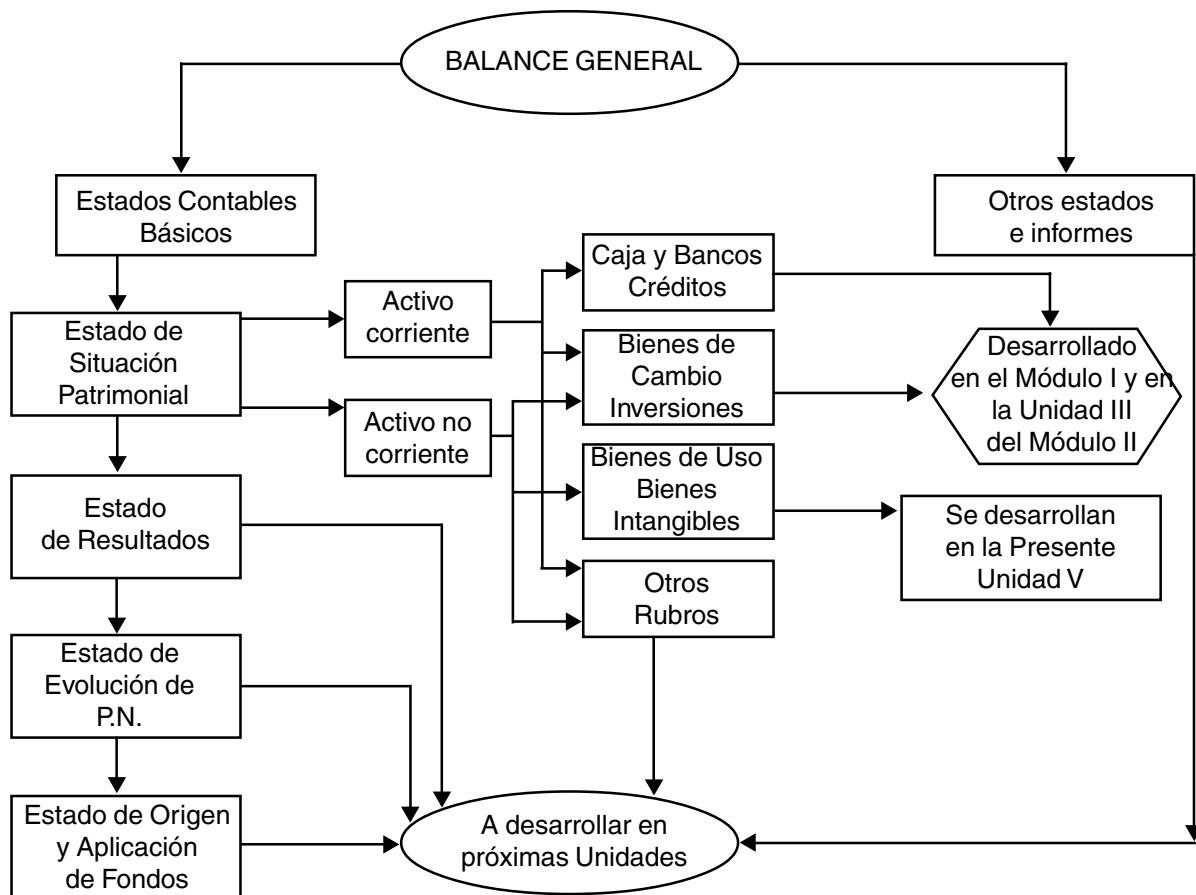 BALANCE GENERAL
Estados Contables
Básicos
Otros estados
e informes
Caja y Bancos
Créditos
Activo
corriente
Estado de
Situación
Patrimonial
Bienes de
Cambio
Inversiones
Desarrollado
en el Módulo I y en
la Unidad III
del Módulo II
Activo no
corriente
Bienes de Uso
Bienes
Intangibles
Estado
de Resultados
Se desarrollan
en la Presente
Unidad V
Otros
Rubros
Estado de
Evolución de
P.N.
Estado de Origen
y Aplicación
de Fondos
A desarrollar en
próximas Unidades